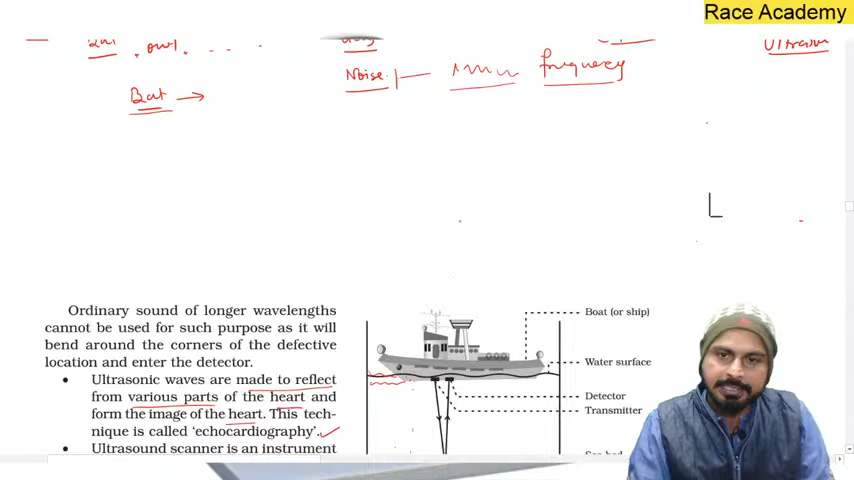 Race Academy
Bat . owl . . . .
Noise frequency
Bat →
Ordinary sound of longer wavelengths
cannot be used for such purpose as it will
bend around the corners of the defective
location and enter the detector.
• Ultrasonic waves are made to reflect
from various parts of the heart and
form the image of the heart. This tech-
nique is called ‘echocardiography’.
• Ultrasound scanner is an instrument
Boat (or ship)
Water surface
Detector
Transmitter